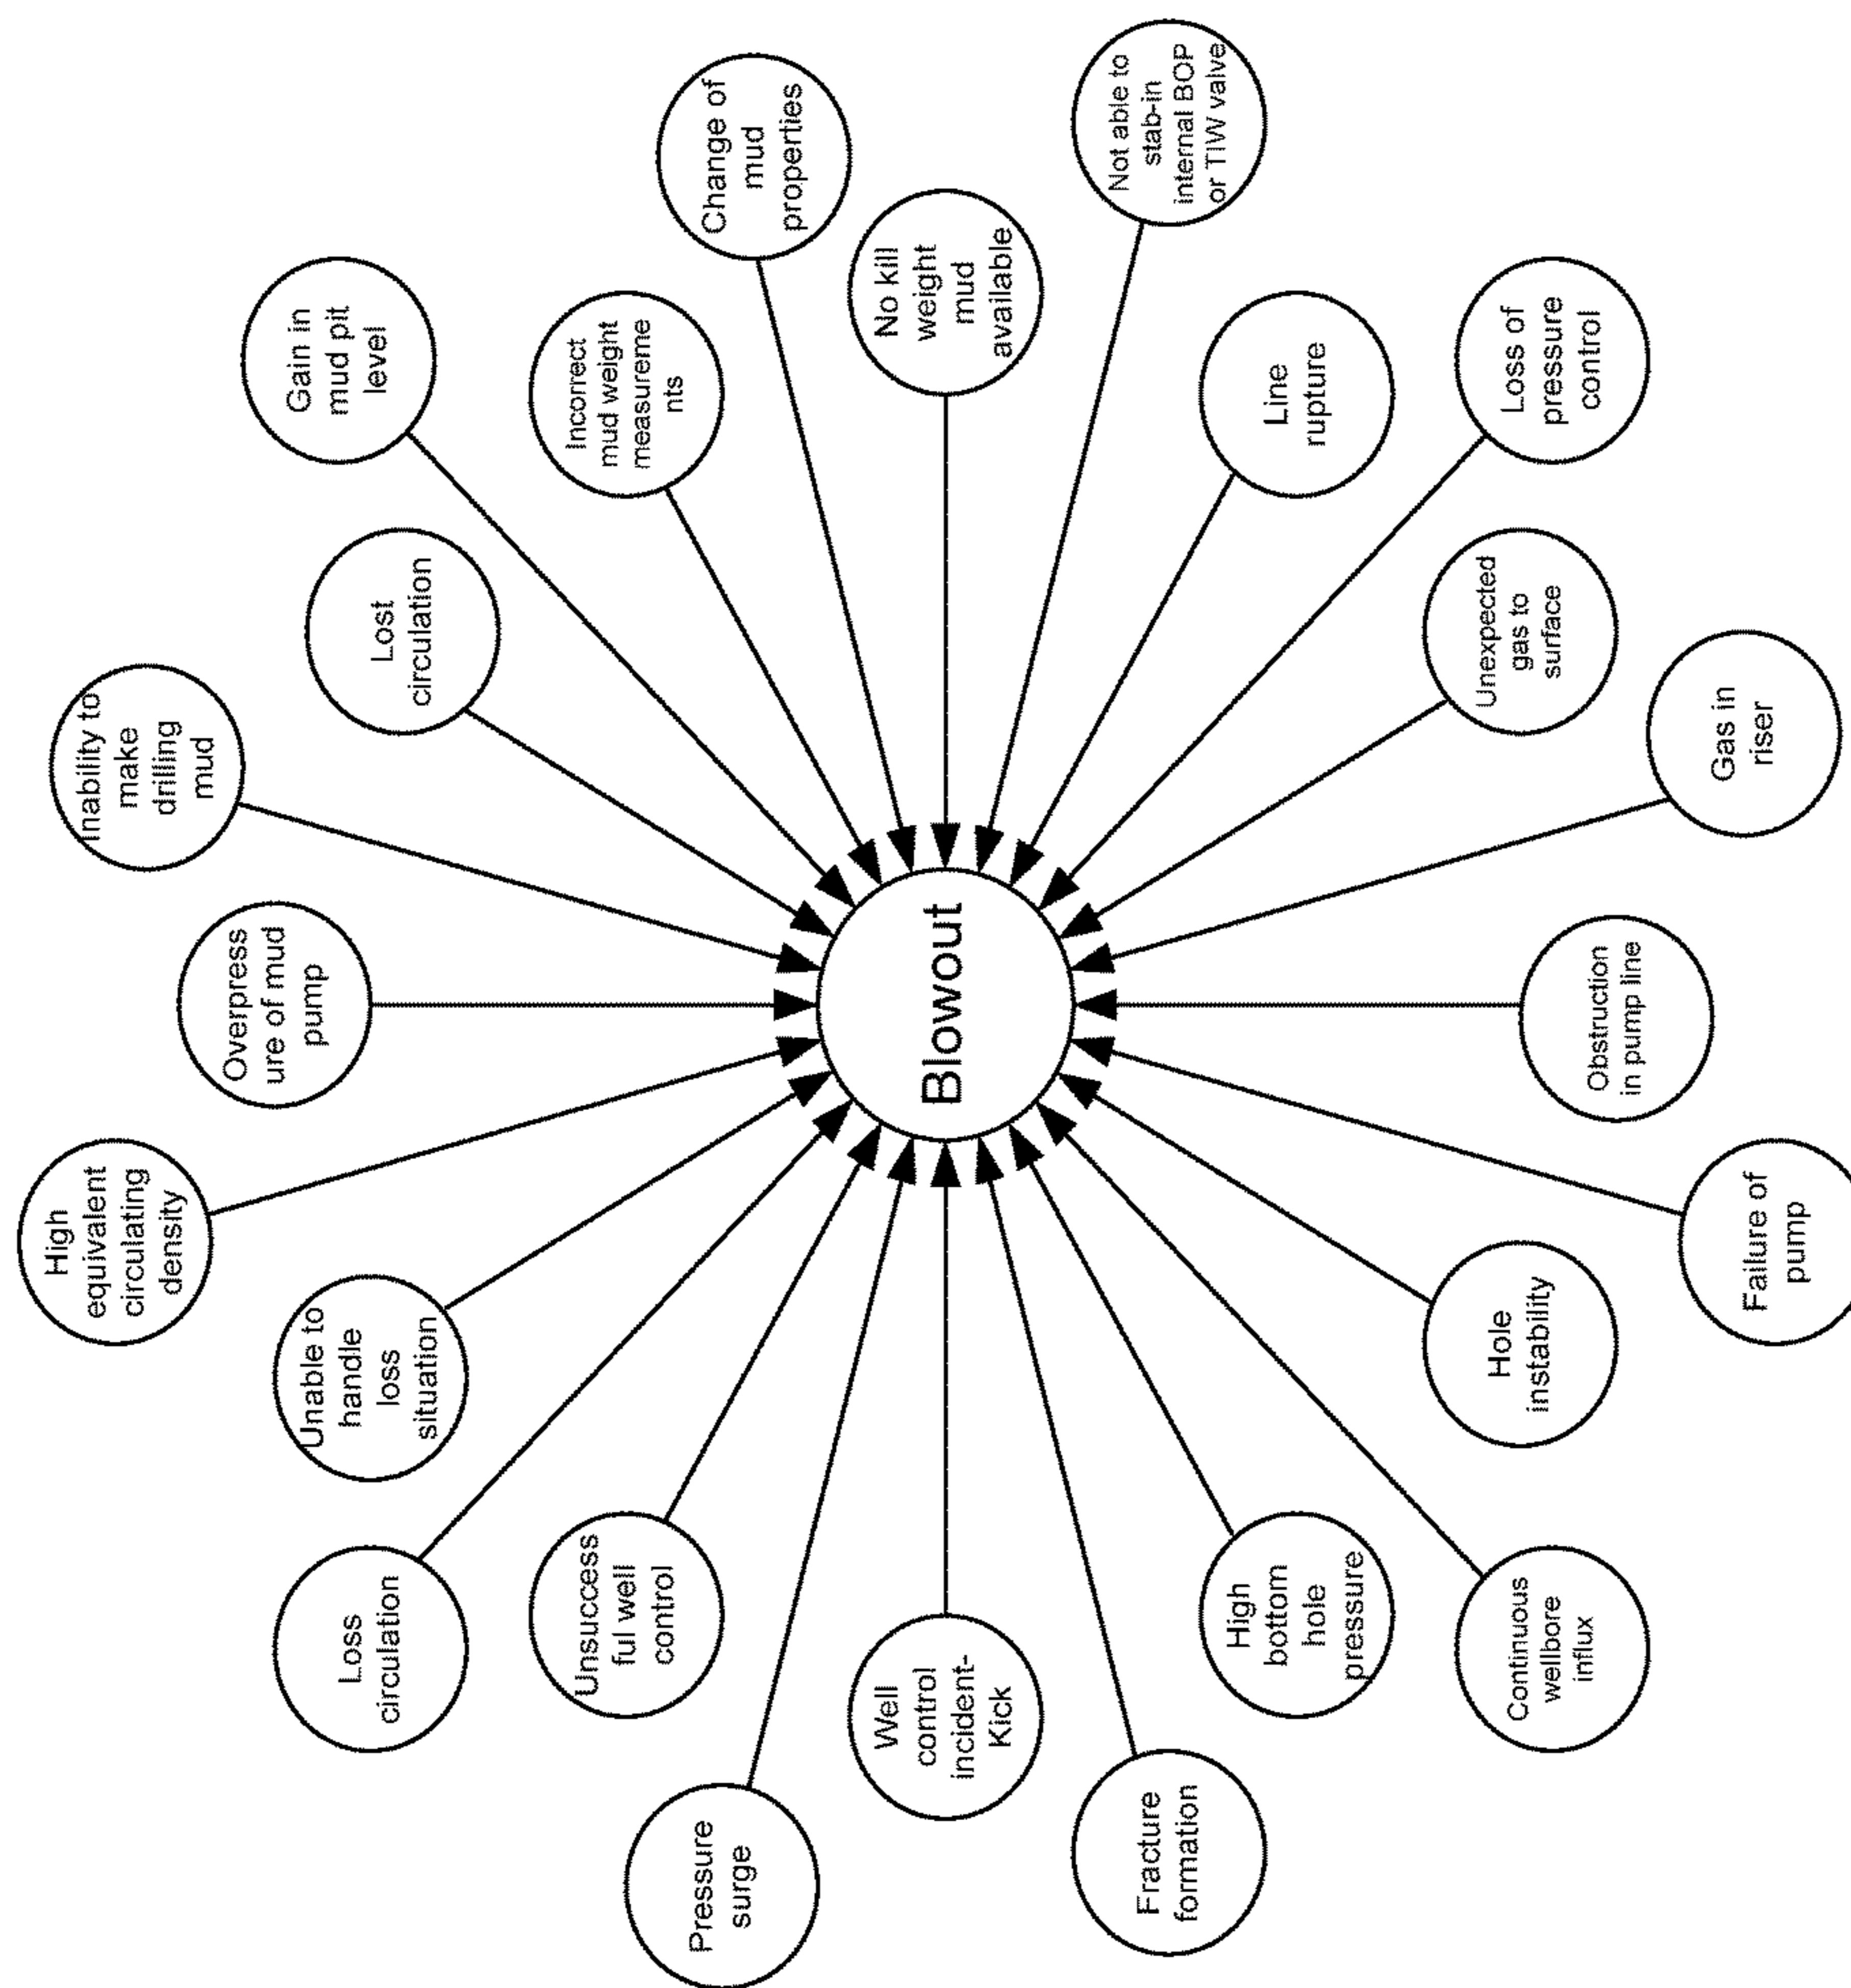 High
equivalent
circulating
density
Inability to
make
drilling
mud
Overpress
ure of mud
pump
Gain in
mud pit
level
Lost
circulation
Unable to
handle
loss
situation
Loss
circulation
Incorrect
mud weight
measureme
nts
Unsuccess
ful well
control
Change of
mud
properties
Pressure
surge
No kill
weight
mud
available
Blowout
Well
control
incident-
Kick
Not able to
stab-in
internal BOP
or TIW valve
Fracture
formation
Line
rupture
High
bottom
hole
pressure
Loss of
pressure
control
Unexpected
gas to
surface
Hole
instability
Continuous
wellbore
influx
Obstruction
in pump line
Gas in
riser
Failure of
pump